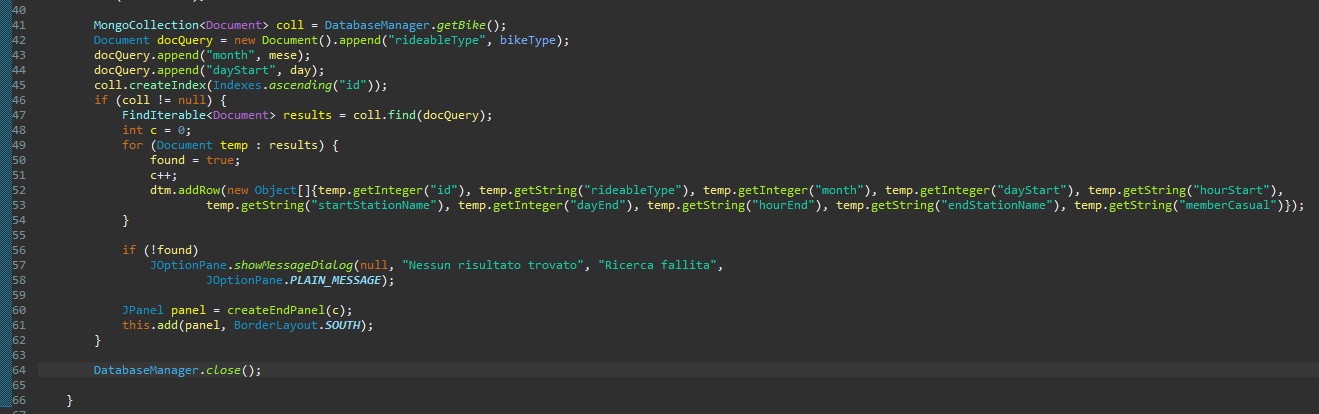 40
41 MongoCollection<Document> coll = DatabaseManager.getBike();
42 Document docQuery = new Document().append("rideableType", bikeType);
43 docQuery.append("month", mese);
44 docQuery.append("dayStart", day);
45 coll.createIndex(Indexes.ascending("id"));
46 if (coll != null) {
47 FindIterable<Document> results = coll.find(docQuery);
48 int c = 0;
49 for (Document temp : results) {
50 found = true;
51 c++;
52 dtm.addRow(new Object[]{temp.getInteger("id"), temp.getString("rideableType"), temp.getInteger("month"), temp.getInteger("dayStart"), temp.getString("hourStart"),
53 temp.getString("startStationName"), temp.getInteger("dayEnd"), temp.getString("hourEnd"), temp.getString("endStationName"), temp.getString("memberCasual")});
54 }
55
56 if (!found)
57 JOptionPane.showMessageDialog(null, "Nessun risultato trovato", "Ricerca fallita",
58 JOptionPane.PLAIN_MESSAGE);
59
60 JPanel panel = createEndPanel(c);
61 this.add(panel, BorderLayout.SOUTH);
62 }
63
64 DatabaseManager.close();
65
66 }